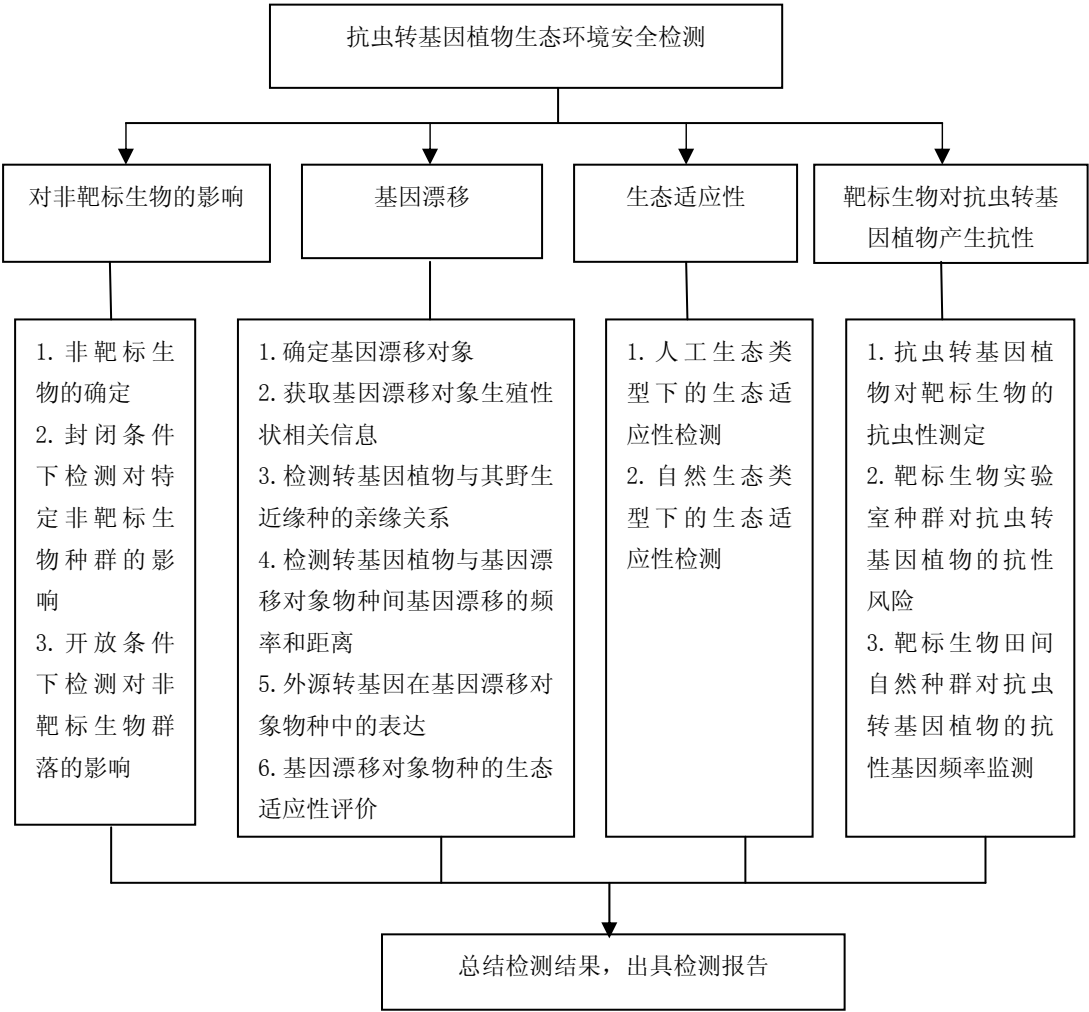 抗虫转基因植物生态环境安全检测
对非靶标生物的影响
基因漂移
生态适应性
靶标生物对抗虫转基
因植物产生抗性
1. 非靶标生
物的确定
2. 封闭条件
下检测对特
定非靶标生
物种群的影
响
3. 开放条件
下检测对非
靶标生物群
落的影响
1. 确定基因漂移对象
2. 获取基因漂移对象生殖性
状相关信息
3. 检测转基因植物与其野生
近缘种的亲缘关系
4. 检测转基因植物与基因漂
移对象物种间基因漂移的频
率和距离
5. 外源转基因在基因漂移对
象物种中的表达
6. 基因漂移对象物种的生态
适应性评价
1. 人工生态类
型下的生态适
应性检测
2. 自然生态类
型下的生态适
应性检测
1. 抗虫转基因植
物对靶标生物的
抗虫性测定
2. 靶标生物实验
室种群对抗虫转
基因植物的抗性
风险
3. 靶标生物田间
自然种群对抗虫
转基因植物的抗
性基因频率监测
总结检测结果，出具检测报告